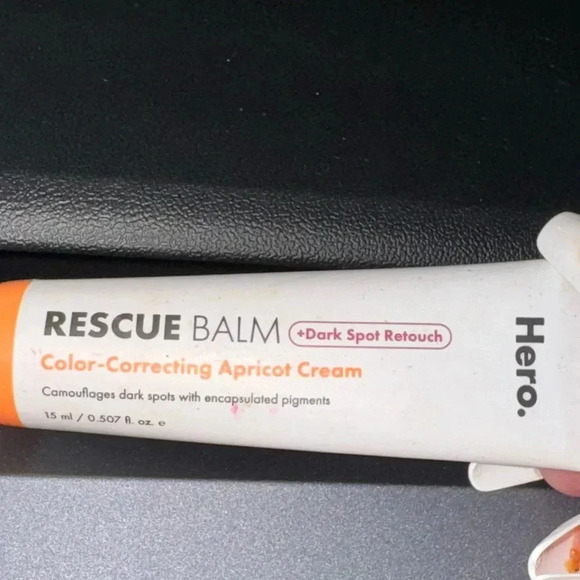 RESCUE BALM +Dark Spot Retouch
Color-Correcting Apricot Cream
Camouflages dark spots with encapsulated pigments
15 ml / 0.507 fl. oz. e
Hero.